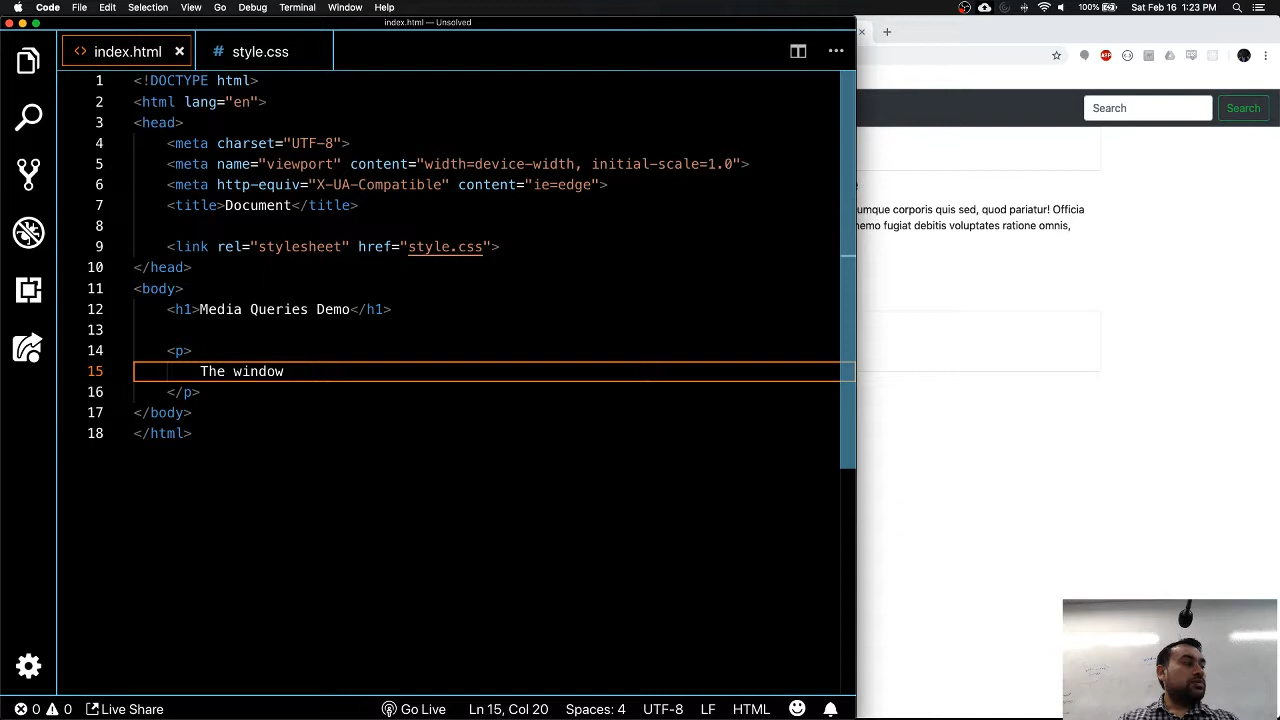 Code File Edit Selection View Go Debug Terminal Window Help
100% Sat Feb 16 1:23 PM
index.html — Unsolved
index.html
# style.css
1 <!DOCTYPE html>
2 <html lang="en">
3 <head>
4 <meta charset="UTF-8">
5 <meta name="viewport" content="width=device-width, initial-scale=1.0">
6 <meta http-equiv="X-UA-Compatible" content="ie=edge">
7 <title>Document</title>
8
9 <link rel="stylesheet" href="style.css">
10 </head>
11 <body>
12 <h1>Media Queries Demo</h1>
13
14 <p>
15 The window
16 </p>
17 </body>
18 </html>
0 0 Live Share
Go Live Ln 15, Col 20 Spaces: 4 UTF-8 LF HTML
ABP
Search Search
umque corporis quis sed, quod pariatur! Officia
nemo fugiat debitis voluptates ratione omnis,